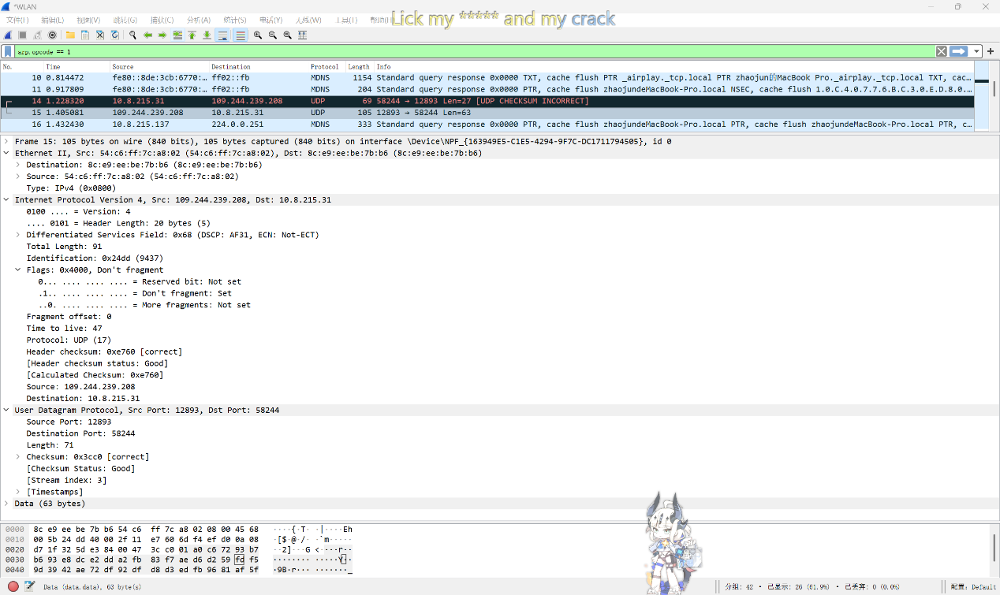 *WLAN
文件(F) 编辑(E) 视图(V) 跳转(G) 捕获(C) 分析(A) 统计(S) 电话(Y) 无线(W) 工具(T) 帮助(H)
Lick my ***** and my crack
arp.opcode == 1
No. Time Source Destination Protocol Length Info
10 0.814472 fe80::8de:3cb:6770:… ff02::fb MDNS 1154 Standard query response 0x0000 TXT, cache flush PTR _airplay._tcp.local PTR zhaojun的MacBook Pro._airplay._tcp.local TXT, cac…
11 0.917809 fe80::8de:3cb:6770:… ff02::fb MDNS 204 Standard query response 0x0000 PTR, cache flush zhaojundeMacBook-Pro.local NSEC, cache flush 1.0.C.4.0.7.7.6.B.C.3.0.E.D.8.0…
14 1.228320 10.8.215.31 109.244.239.208 UDP 69 58244 → 12893 Len=27 [UDP CHECKSUM INCORRECT]
15 1.405081 109.244.239.208 10.8.215.31 UDP 105 12893 → 58244 Len=63
16 1.432430 10.8.215.137 224.0.0.251 MDNS 333 Standard query response 0x0000 PTR, cache flush zhaojundeMacBook-Pro.local PTR, cache flush zhaojundeMacBook-Pro.local PTR, c…
Frame 15: 105 bytes on wire (840 bits), 105 bytes captured (840 bits) on interface \Device\NPF_{163949E5-C1E5-4294-9F7C-DC1711794505}, id 0
Ethernet II, Src: 54:c6:ff:7c:a8:02 (54:c6:ff:7c:a8:02), Dst: 8c:e9:ee:be:7b:b6 (8c:e9:ee:be:7b:b6)
Destination: 8c:e9:ee:be:7b:b6 (8c:e9:ee:be:7b:b6)
Source: 54:c6:ff:7c:a8:02 (54:c6:ff:7c:a8:02)
Type: IPv4 (0x0800)
Internet Protocol Version 4, Src: 109.244.239.208, Dst: 10.8.215.31
0100 .... = Version: 4
.... 0101 = Header Length: 20 bytes (5)
Differentiated Services Field: 0x68 (DSCP: AF31, ECN: Not-ECT)
Total Length: 91
Identification: 0x24dd (9437)
Flags: 0x4000, Don't fragment
0... .... .... .... = Reserved bit: Not set
.1.. .... .... .... = Don't fragment: Set
..0. .... .... .... = More fragments: Not set
Fragment offset: 0
Time to live: 47
Protocol: UDP (17)
Header checksum: 0xe760 [correct]
[Header checksum status: Good]
[Calculated Checksum: 0xe760]
Source: 109.244.239.208
Destination: 10.8.215.31
User Datagram Protocol, Src Port: 12893, Dst Port: 58244
Source Port: 12893
Destination Port: 58244
Length: 71
Checksum: 0x3cc0 [correct]
[Checksum Status: Good]
[Stream index: 3]
[Timestamps]
Data (63 bytes)
0000 8c e9 ee be 7b b6 54 c6 ff 7c a8 02 08 00 45 68 ····{·T· ·|····Eh
0010 00 5b 24 dd 40 00 2f 11 e7 60 6d f4 ef d0 0a 08 ·[$·@·/· ·`m·····
0020 d7 1f 32 5d e3 84 00 47 3c c0 01 a0 c6 72 93 b7 ··2]···G <····r··
0030 b6 93 e8 dc e2 dd a2 fb 83 f7 ae d6 d2 59 fd f5 ········ ·····Y··
0040 9d 39 42 ae 72 df 92 df d8 d3 ed fb 96 81 af 5f ·9B·r··· ·······_
Data (data.data), 63 byte(s)
分组: 42 · 已显示: 26 (61.9%) · 已丢弃: 0 (0.0%)
配置: Default